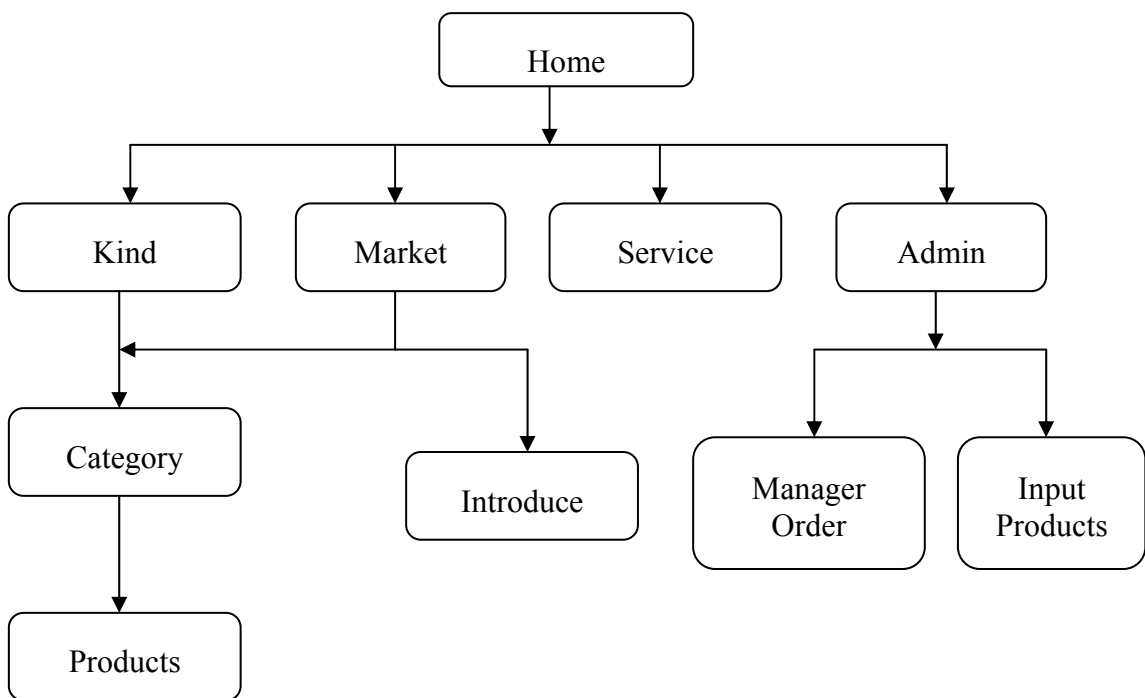 Home
Kind
Market
Service
Admin
Category
Introduce
Manager
Order
Input
Products
Products